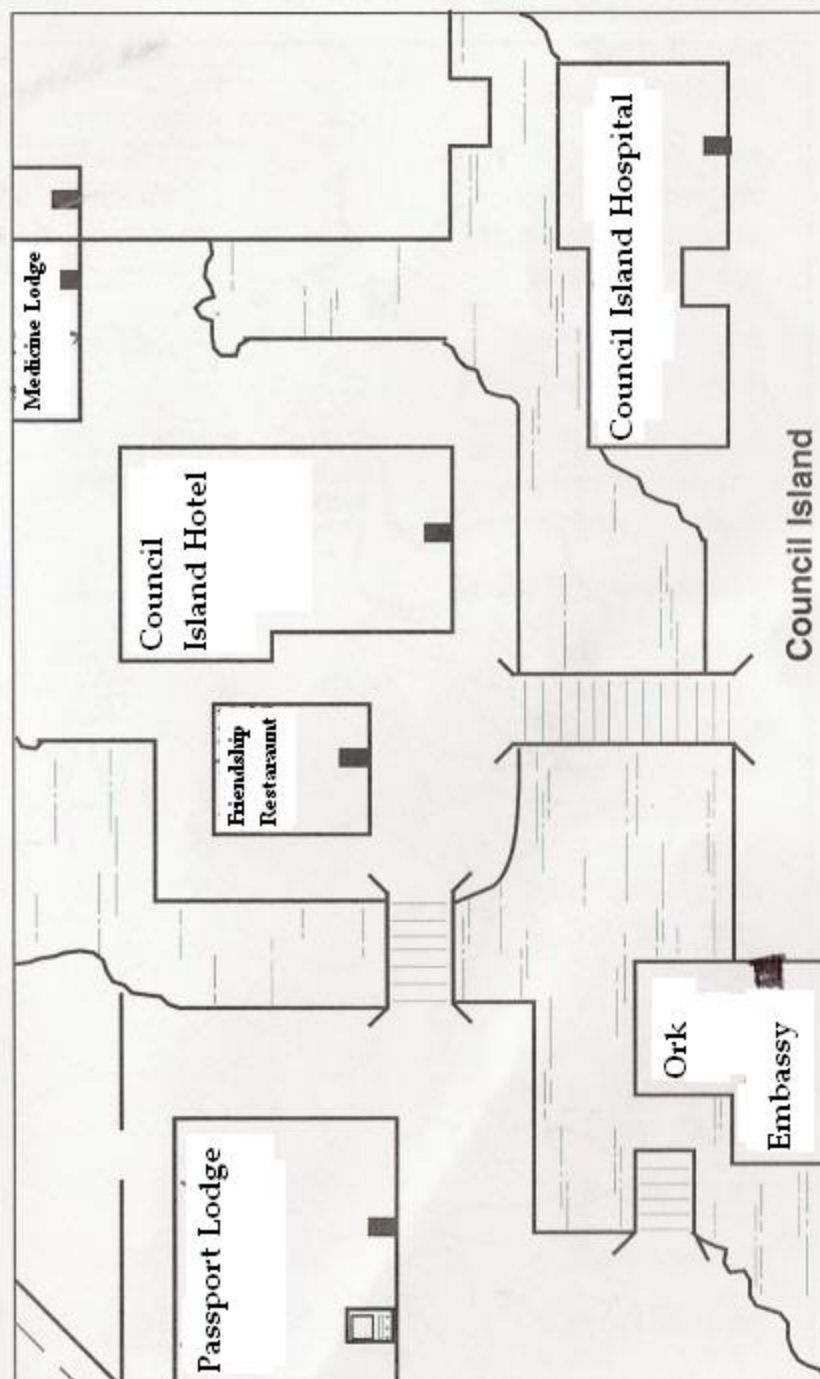 Medicine Lodge
Council
Island Hotel
Friendship
Restaraunt
Passport Lodge
Council Island Hospital
Ork
Embassy
Council Island